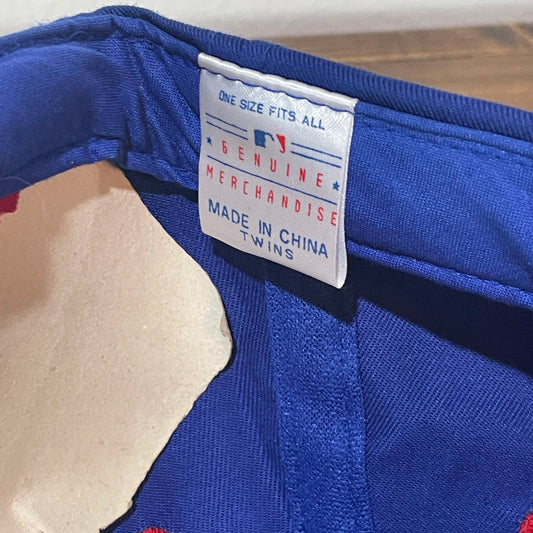 ONE SIZE FITS ALL
GENUINE
MERCHANDISE
MADE IN CHINA
TWINS